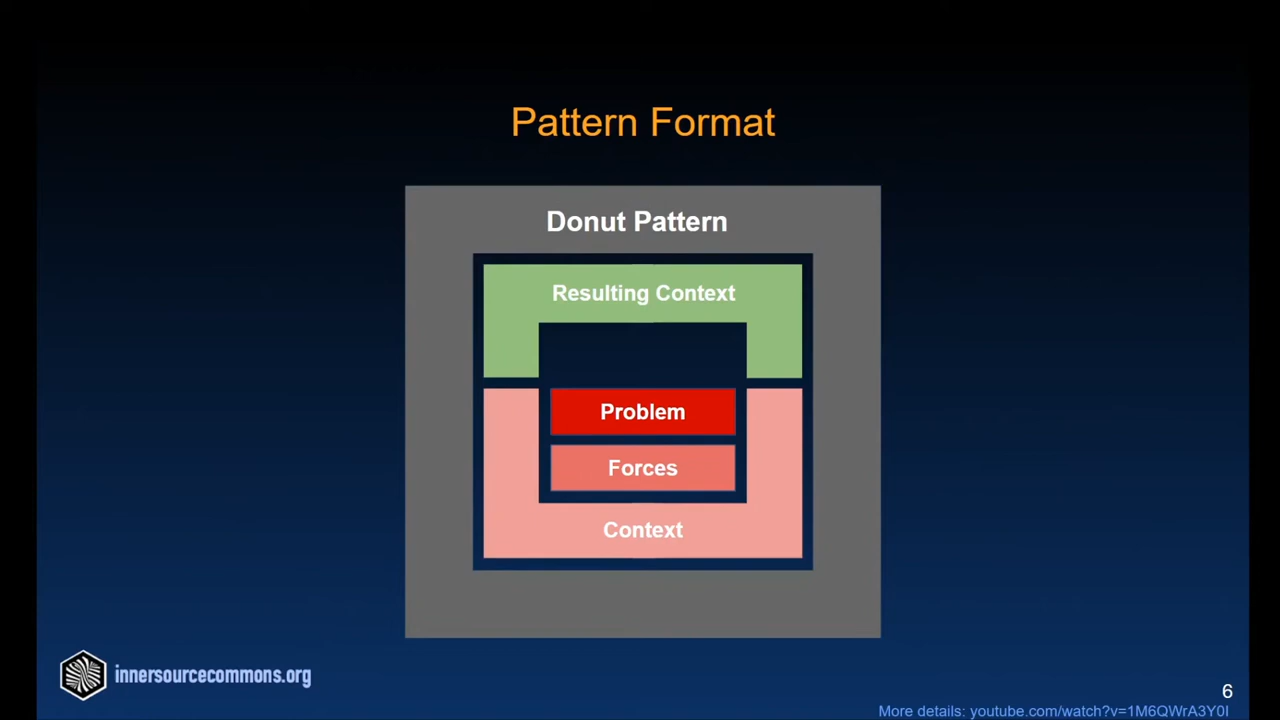 Pattern Format
Donut Pattern
Resulting Context
Problem
Forces
Context
innersourcecommons.org
6
More details: youtube.com/watch?v=1M6QWrA3Y0I